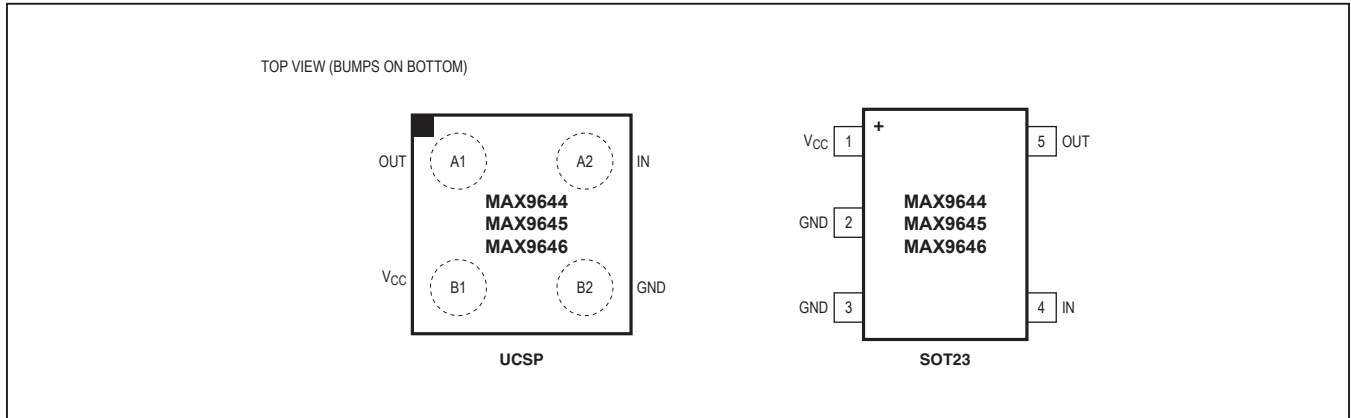 TOP VIEW (BUMPS ON BOTTOM)
OUT A1 A2 IN
MAX9644
MAX9645
MAX9646
VCC B1 B2 GND
UCSP
VCC 1 + 5 OUT
MAX9644
GND 2 MAX9645
MAX9646
GND 3 4 IN
SOT23